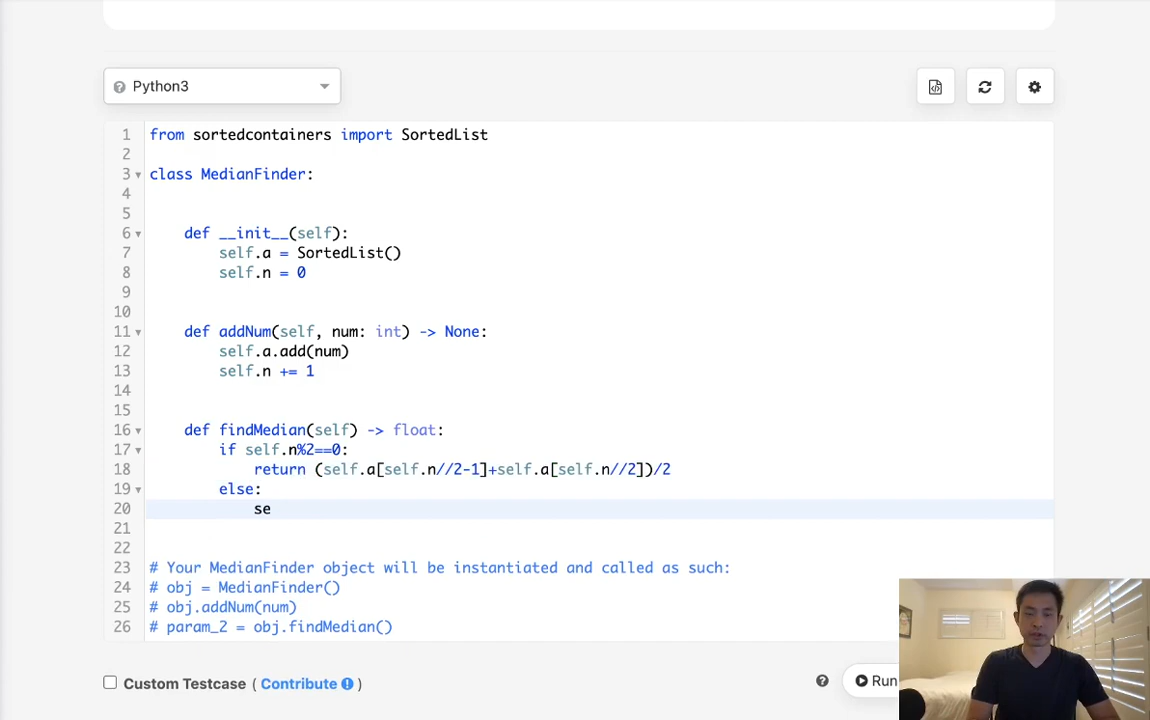 Python3
1 from sortedcontainers import SortedList
2
3 class MedianFinder:
4
5
6 def __init__(self):
7 self.a = SortedList()
8 self.n = 0
9
10
11 def addNum(self, num: int) -> None:
12 self.a.add(num)
13 self.n += 1
14
15
16 def findMedian(self) -> float:
17 if self.n%2==0:
18 return (self.a[self.n//2-1]+self.a[self.n//2])/2
19 else:
20 se
21
22
23 # Your MedianFinder object will be instantiated and called as such:
24 # obj = MedianFinder()
25 # obj.addNum(num)
26 # param_2 = obj.findMedian()
Custom Testcase ( Contribute )
Run